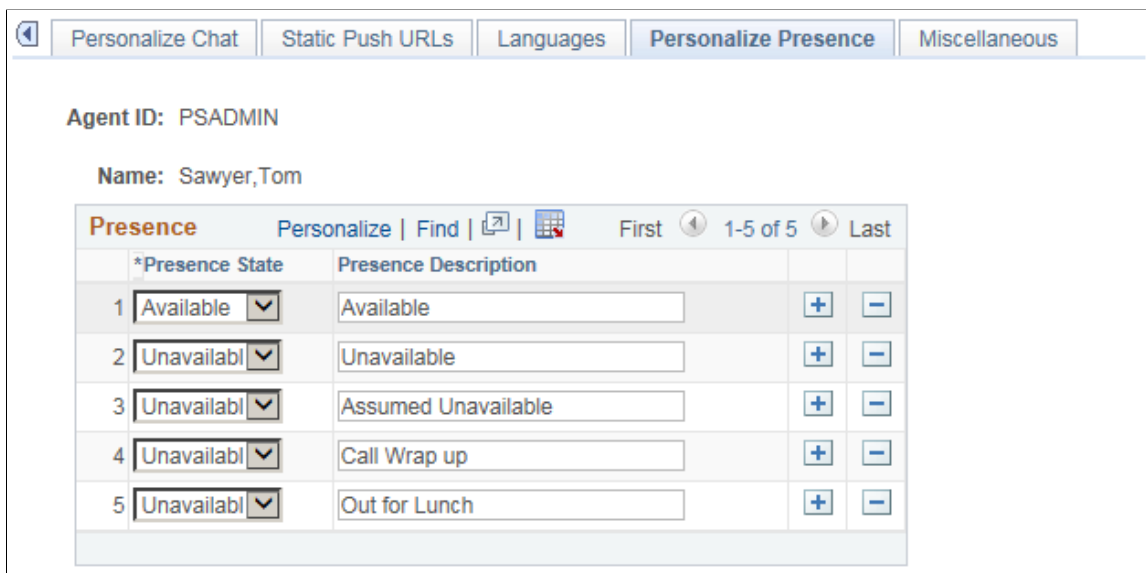 Personalize Chat Static Push URLs Languages Personalize Presence Miscellaneous
Agent ID: PSADMIN
Name: Sawyer,Tom
Presence Personalize | Find | | First 1-5 of 5 Last
*Presence State Presence Description
1 Available Available
2 Unavailabl Unavailable
3 Unavailabl Assumed Unavailable
4 Unavailabl Call Wrap up
5 Unavailabl Out for Lunch